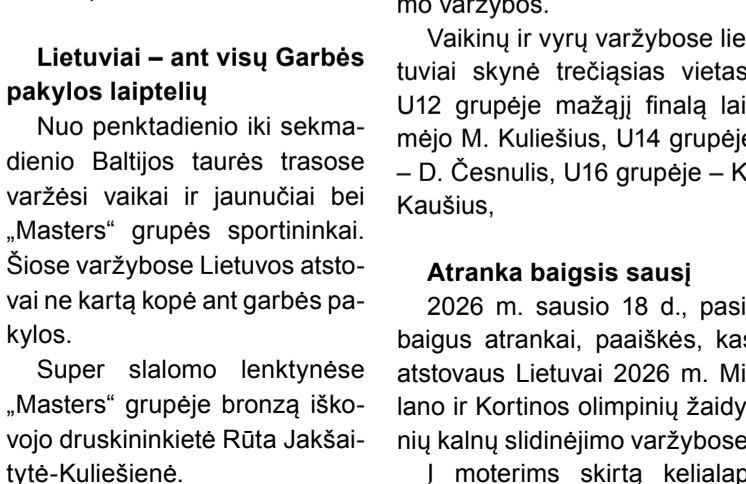 Lietuviai – ant visų Garbės
pakylos laiptelių
Nuo penktadienio iki sekma-
dienio Baltijos taurės trasose
varžėsi vaikai ir jaunučiai bei
„Masters“ grupės sportininkai.
Šiose varžybose Lietuvos atsto-
vai ne kartą kopė ant garbės pa-
kylos.
Super slalomo lenktynėse
„Masters“ grupėje bronzą iško-
vojo druskininkietė Rūta Jakšai-
tytė-Kuliešienė.
mo varžybos.
Vaikinų ir vyrų varžybose lie
tuviai skynė trečiąsias vietas
U12 grupėje mažąjį finalą lai
mėjo M. Kuliešius, U14 grupėje
– D. Česnulis, U16 grupėje – K
Kaušius,
Atranka baigsis sausį
2026 m. sausio 18 d., pasi
baigus atrankai, paaiškės, kas
atstovaus Lietuvai 2026 m. Mi
lano ir Kortinos olimpinių žaidy
nių kalnų slidinėjimo varžybose
Į moterims skirtą kelialap